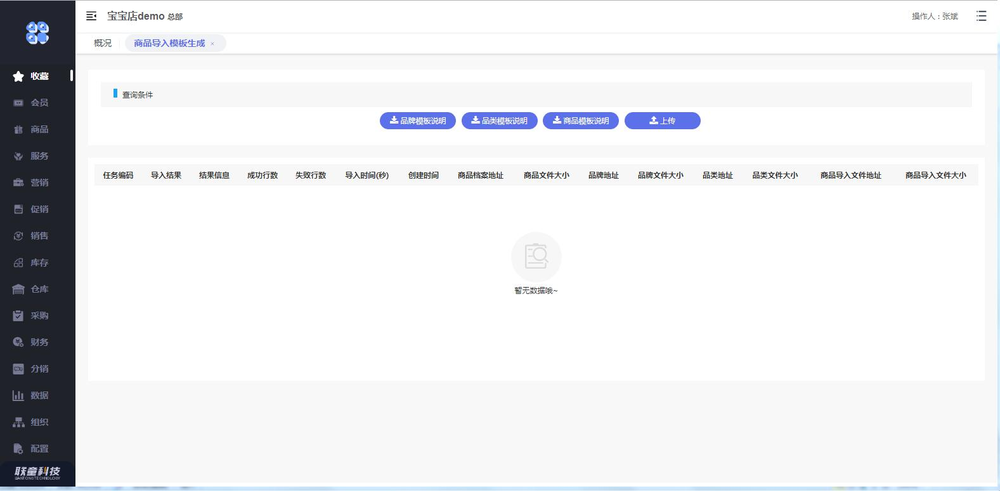 宝宝店demo 总部
操作人：张斌
概况
商品导入模板生成 ×
收藏
会员
商品
服务
营销
促销
销售
库存
仓库
采购
财务
分销
数据
组织
配置
联童科技
LIANTONGTECHNOLOGY
查询条件
品牌模板说明 品类模板说明 商品模板说明 上传
任务编码 导入结果 结果信息 成功行数 失败行数 导入时间(秒) 创建时间 商品档案地址 商品文件大小 品牌地址 品牌文件大小 品类地址 品类文件大小 商品导入文件地址 商品导入文件大小
暂无数据哦~